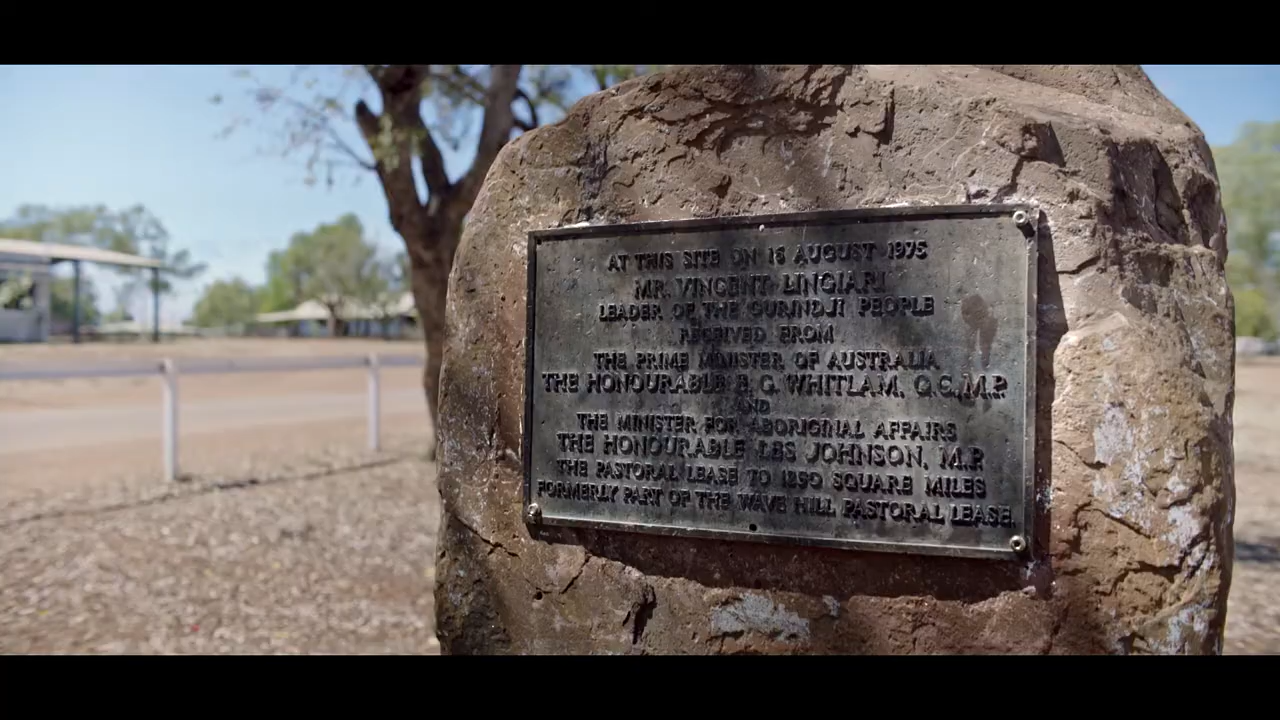 AT THIS SITE ON 16 AUGUST 1975
MR. VINCENT LINGIARI
LEADER OF THE GURINDJI PEOPLE
RECEIVED FROM
THE PRIME MINISTER OF AUSTRALIA
THE HONOURABLE E. G. WHITLAM, Q.C., M.P.
AND
THE MINISTER FOR ABORIGINAL AFFAIRS
THE HONOURABLE LES JOHNSON, M.P.
THE PASTORAL LEASE TO 1250 SQUARE MILES
FORMERLY PART OF THE WAVE HILL PASTORAL LEASE.